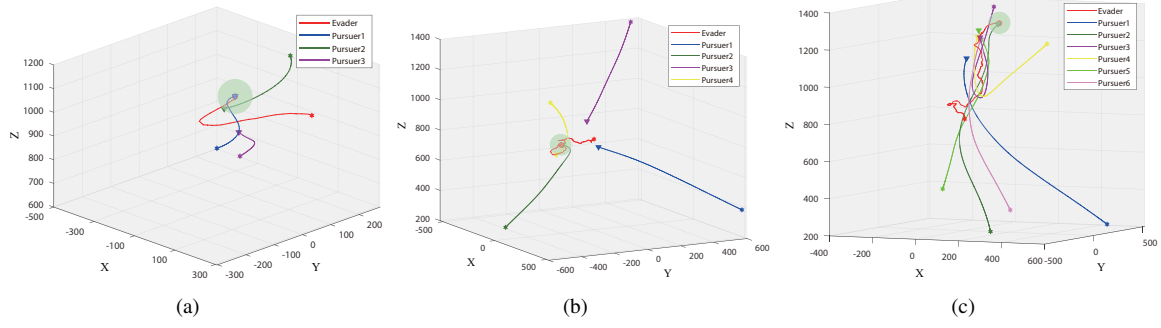 Evader
Pursuer1
Pursuer2
Pursuer3
1200
1100
1000
900
800
700
600
Z
-500
-300
-100
100
300
X
-300
-200
-100
0
100
200
Y
(a)
Evader
Pursuer1
Pursuer2
Pursuer3
Pursuer4
1400
1200
1000
800
600
400
200
Z
-500
0
500
X
-600
-400
-200
0
200
400
600
Y
(b)
Evader
Pursuer1
Pursuer2
Pursuer3
Pursuer4
Pursuer5
Pursuer6
1400
1200
1000
800
600
400
200
Z
-400
-200
0
200
400
600
X
-500
0
500
Y
(c)